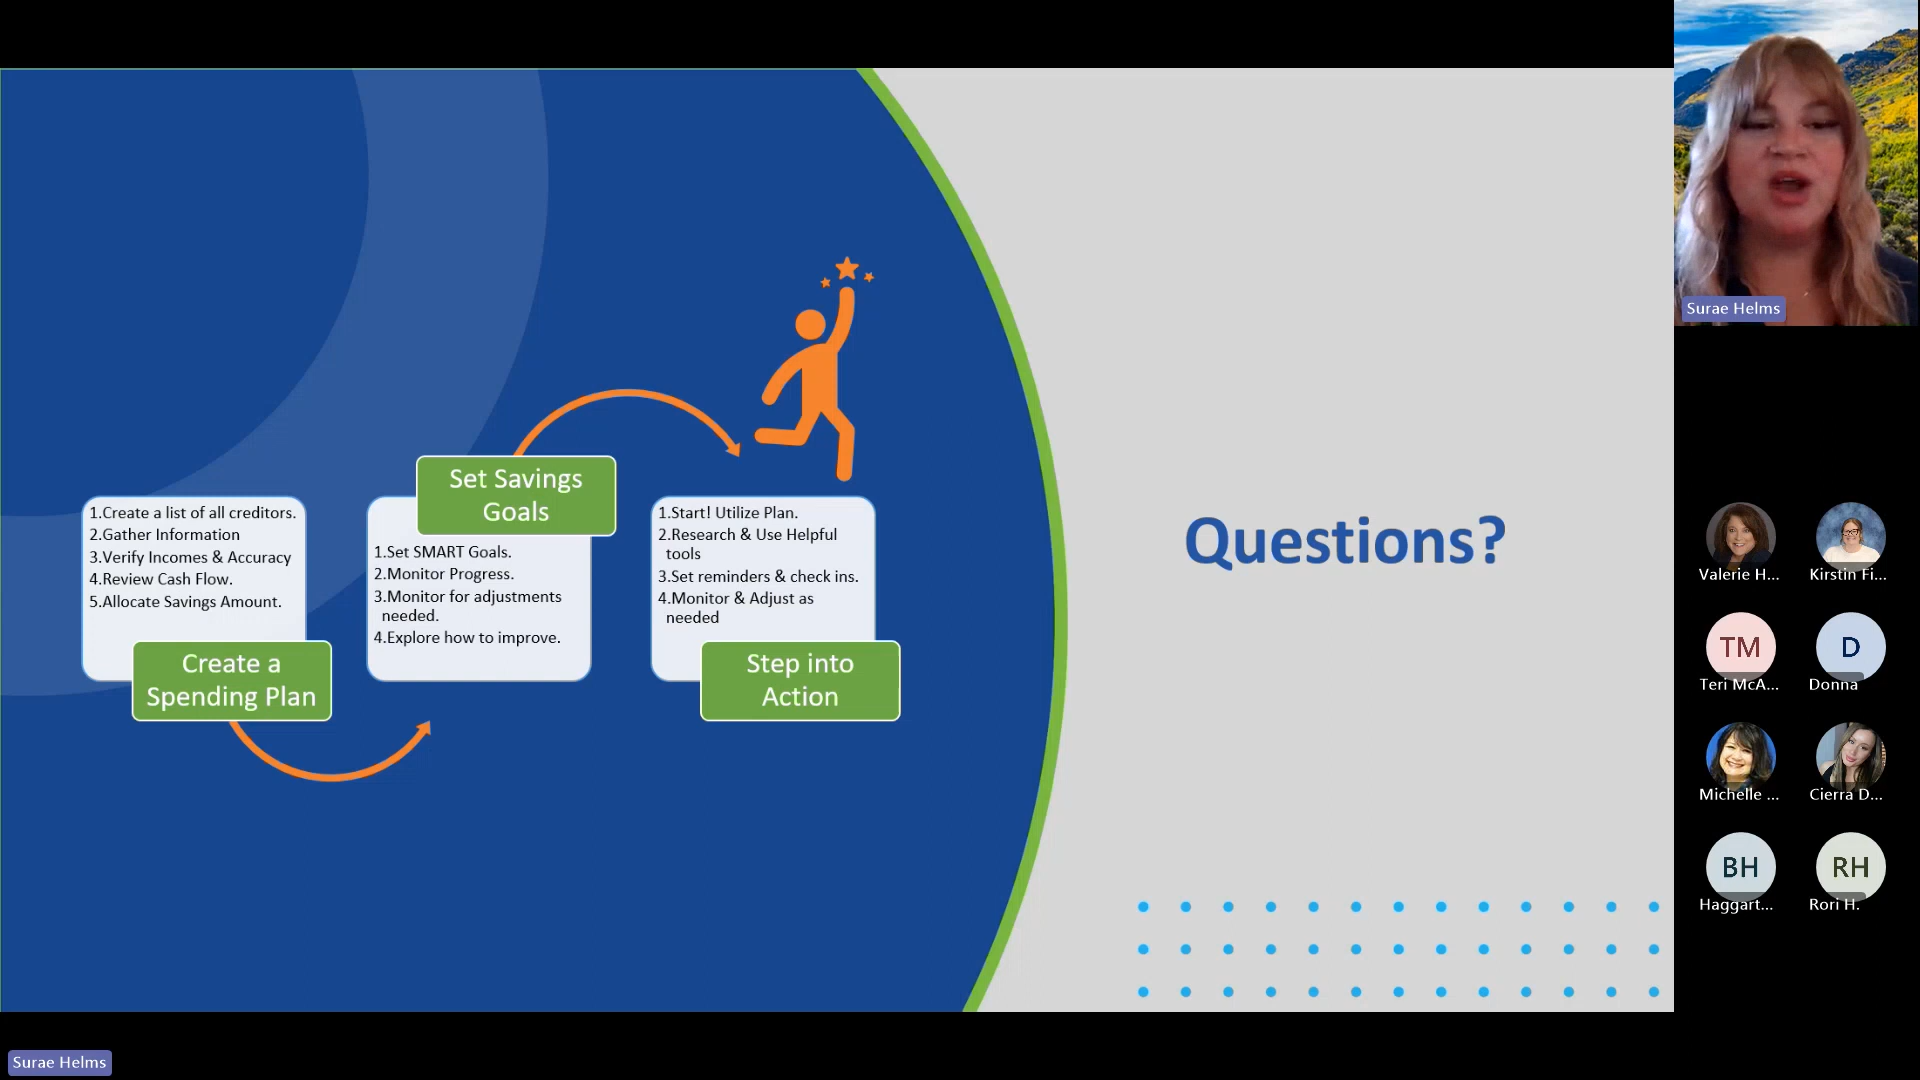 1.Create a list of all creditors.
2.Gather Information
3.Verify Incomes & Accuracy
4.Review Cash Flow.
5.Allocate Savings Amount.
Create a
Spending Plan
Set Savings
Goals
1.Set SMART Goals.
2.Monitor Progress.
3.Monitor for adjustments
needed.
4.Explore how to improve.
1.Start! Utilize Plan.
2.Research & Use Helpful
tools
3.Set reminders & check ins.
4.Monitor & Adjust as
needed
Step into
Action
Questions?
Surae Helms
Valerie H...
Kirstin Fi...
TM
Teri McA...
D
Donna
Michelle ...
Cierra D...
BH
Haggart...
RH
Rori H.
Surae Helms